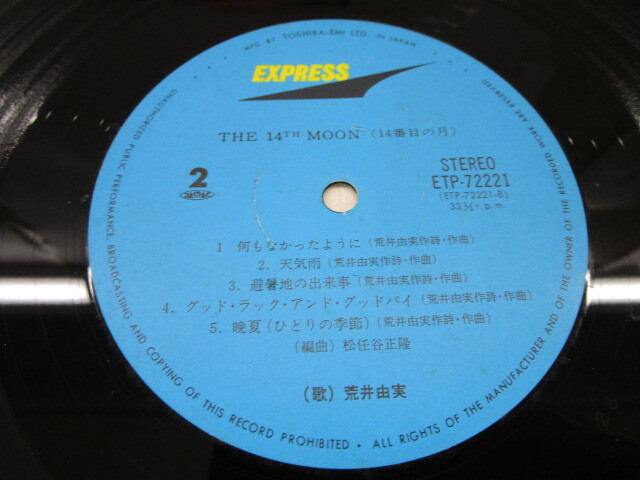 MFD. BY TOSHIBA-EMI LTD. IN JAPAN
EXPRESS
THE 14TH MOON (14番目の月)
2
STEREO
ETP-72221
(ETP-72221-B)
33⅓ r.p.m.
1 何もなかったように (荒井由実作詩・作曲)
2. 天気雨 (荒井由実作詩・作曲)
3. 避暑地の出来事 (荒井由実作詩・作曲)
4. グッド・ラック・アンド・グッドバイ (荒井由実作詩・作曲)
5. 晩夏 (ひとりの季節) (荒井由実作詩・作曲)
(編曲) 松任谷正隆
(歌) 荒井由実
UNAUTHORIZED PUBLIC PERFORMANCE, BROADCASTING AND COPYING OF THIS RECORD PROHIBITED • ALL RIGHTS OF THE MANUFACTURER AND OF THE OWNER OF THE RECORDED WORK ARE RESERVED